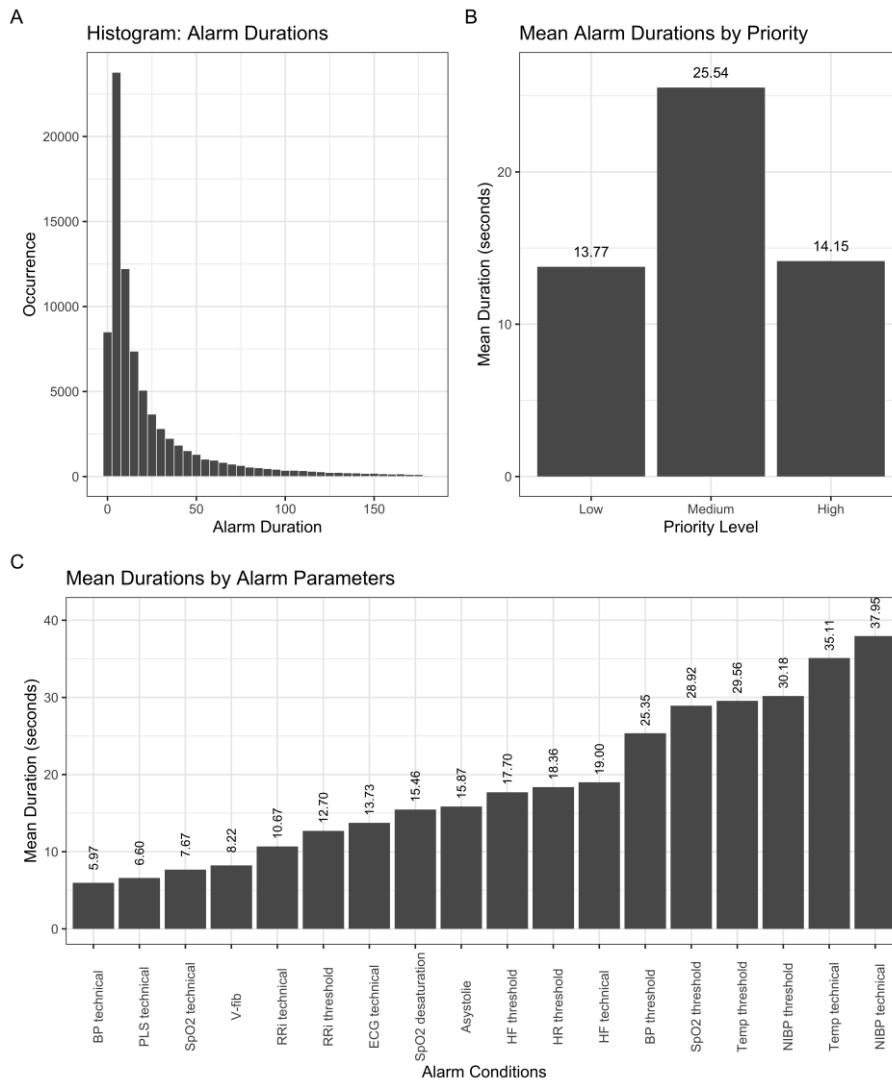 A
Histogram: Alarm Durations
Occurrence
20000
15000
10000
5000
0
0 50 100 150
Alarm Duration
B
Mean Alarm Durations by Priority
Mean Duration (seconds)
20
10
0
25.54
13.77
14.15
Low Medium High
Priority Level
C
Mean Durations by Alarm Parameters
Mean Duration (seconds)
40
30
20
10
0
5.97 6.60 7.67 8.22 10.67 12.70 13.73 15.46 15.87 17.70 18.36 19.00 25.35 28.92 29.56 30.18 35.11 37.95
BP technical
PLS technical
SpO2 technical
V-fib
RRi technical
RRi threshold
ECG technical
SpO2 desaturation
Asystolie
HF threshold
HR threshold
HF technical
BP threshold
SpO2 threshold
Temp threshold
NIBP threshold
Temp technical
NIBP technical
Alarm Conditions